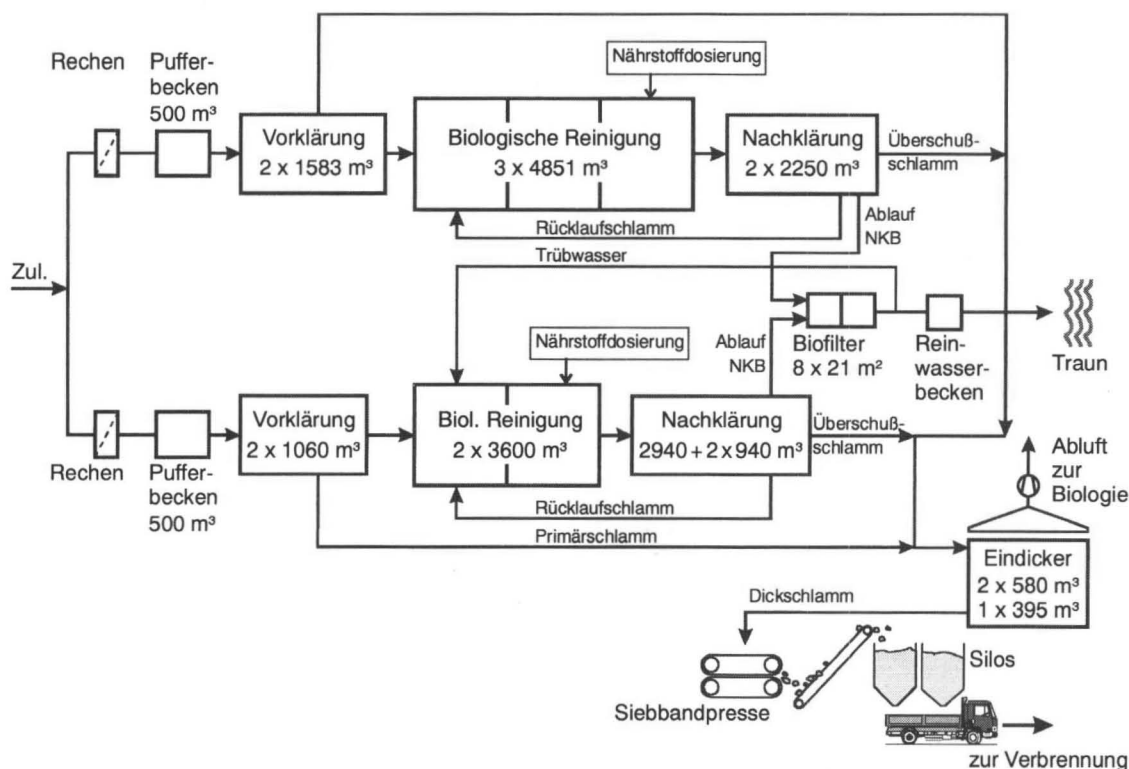 Rechen
Puffer-
becken
500 m³
Nährstoffdosierung
Vorklärung
2 x 1583 m³
Biologische Reinigung
3 x 4851 m³
Nachklärung
2 x 2250 m³
Überschuß-
schlamm
Rücklaufschlamm
Ablauf
NKB
Trübwasser
Zul.
Nährstoffdosierung
Ablauf
NKB
Biofilter
8 x 21 m²
Rein-
wasser-
becken
Traun
Vorklärung
2 x 1060 m³
Biol. Reinigung
2 x 3600 m³
Nachklärung
2940 + 2 x 940 m³
Überschuß-
schlamm
Rechen
Puffer-
becken
500 m³
Rücklaufschlamm
Primärschlamm
Abluft
zur
Biologie
Eindicker
2 x 580 m³
1 x 395 m³
Dickschlamm
Siebbandpresse
Silos
zur Verbrennung